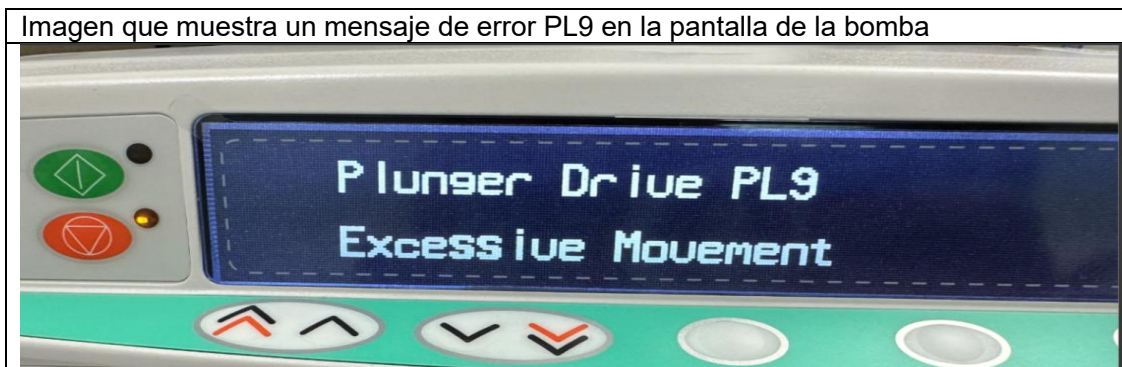 Imagen que muestra un mensaje de error PL9 en la pantalla de la bomba
Plunger Drive PL9
Excessive Movement